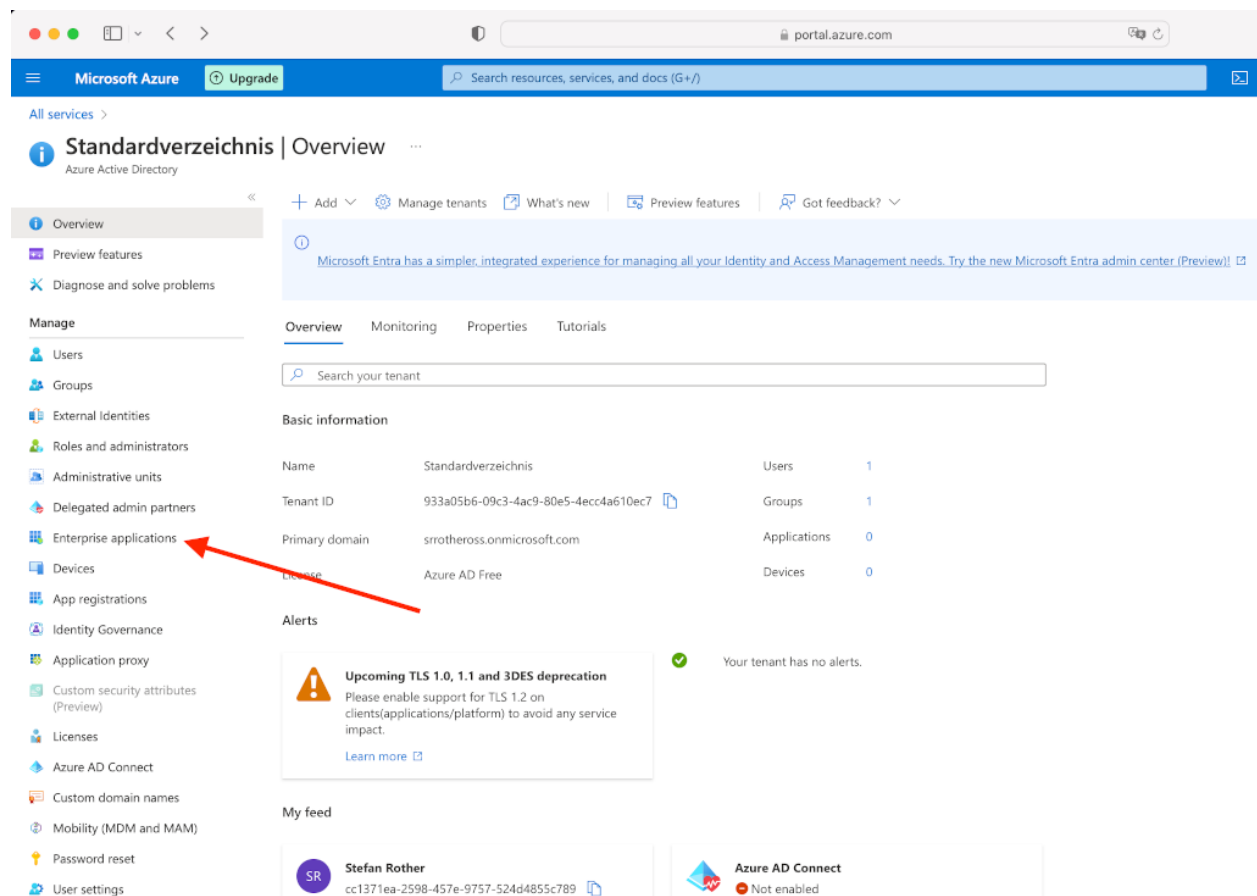 portal.azure.com
Microsoft Azure
Upgrade
Search resources, services, and docs (G+/)
All services >
Standardverzeichnis | Overview ...
Azure Active Directory
«
Overview
Preview features
Diagnose and solve problems
Manage
Users
Groups
External Identities
Roles and administrators
Administrative units
Delegated admin partners
Enterprise applications
Devices
App registrations
Identity Governance
Application proxy
Custom security attributes
(Preview)
Licenses
Azure AD Connect
Custom domain names
Mobility (MDM and MAM)
Password reset
User settings
Add
Manage tenants
What's new
Preview features
Got feedback?
Microsoft Entra has a simpler, integrated experience for managing all your Identity and Access Management needs. Try the new Microsoft Entra admin center (Preview)!
Overview
Monitoring
Properties
Tutorials
Search your tenant
Basic information
Name
Standardverzeichnis
Users
1
Tenant ID
933a05b6-09c3-4ac9-80e5-4ecc4a610ec7
Groups
1
Primary domain
srrotheross.onmicrosoft.com
Applications
0
License
Azure AD Free
Devices
0
Alerts
Upcoming TLS 1.0, 1.1 and 3DES deprecation
Please enable support for TLS 1.2 on
clients(applications/platform) to avoid any service
impact.
Learn more
Your tenant has no alerts.
My feed
SR
Stefan Rother
cc1371ea-2598-457e-9757-524d4855c789
Azure AD Connect
Not enabled